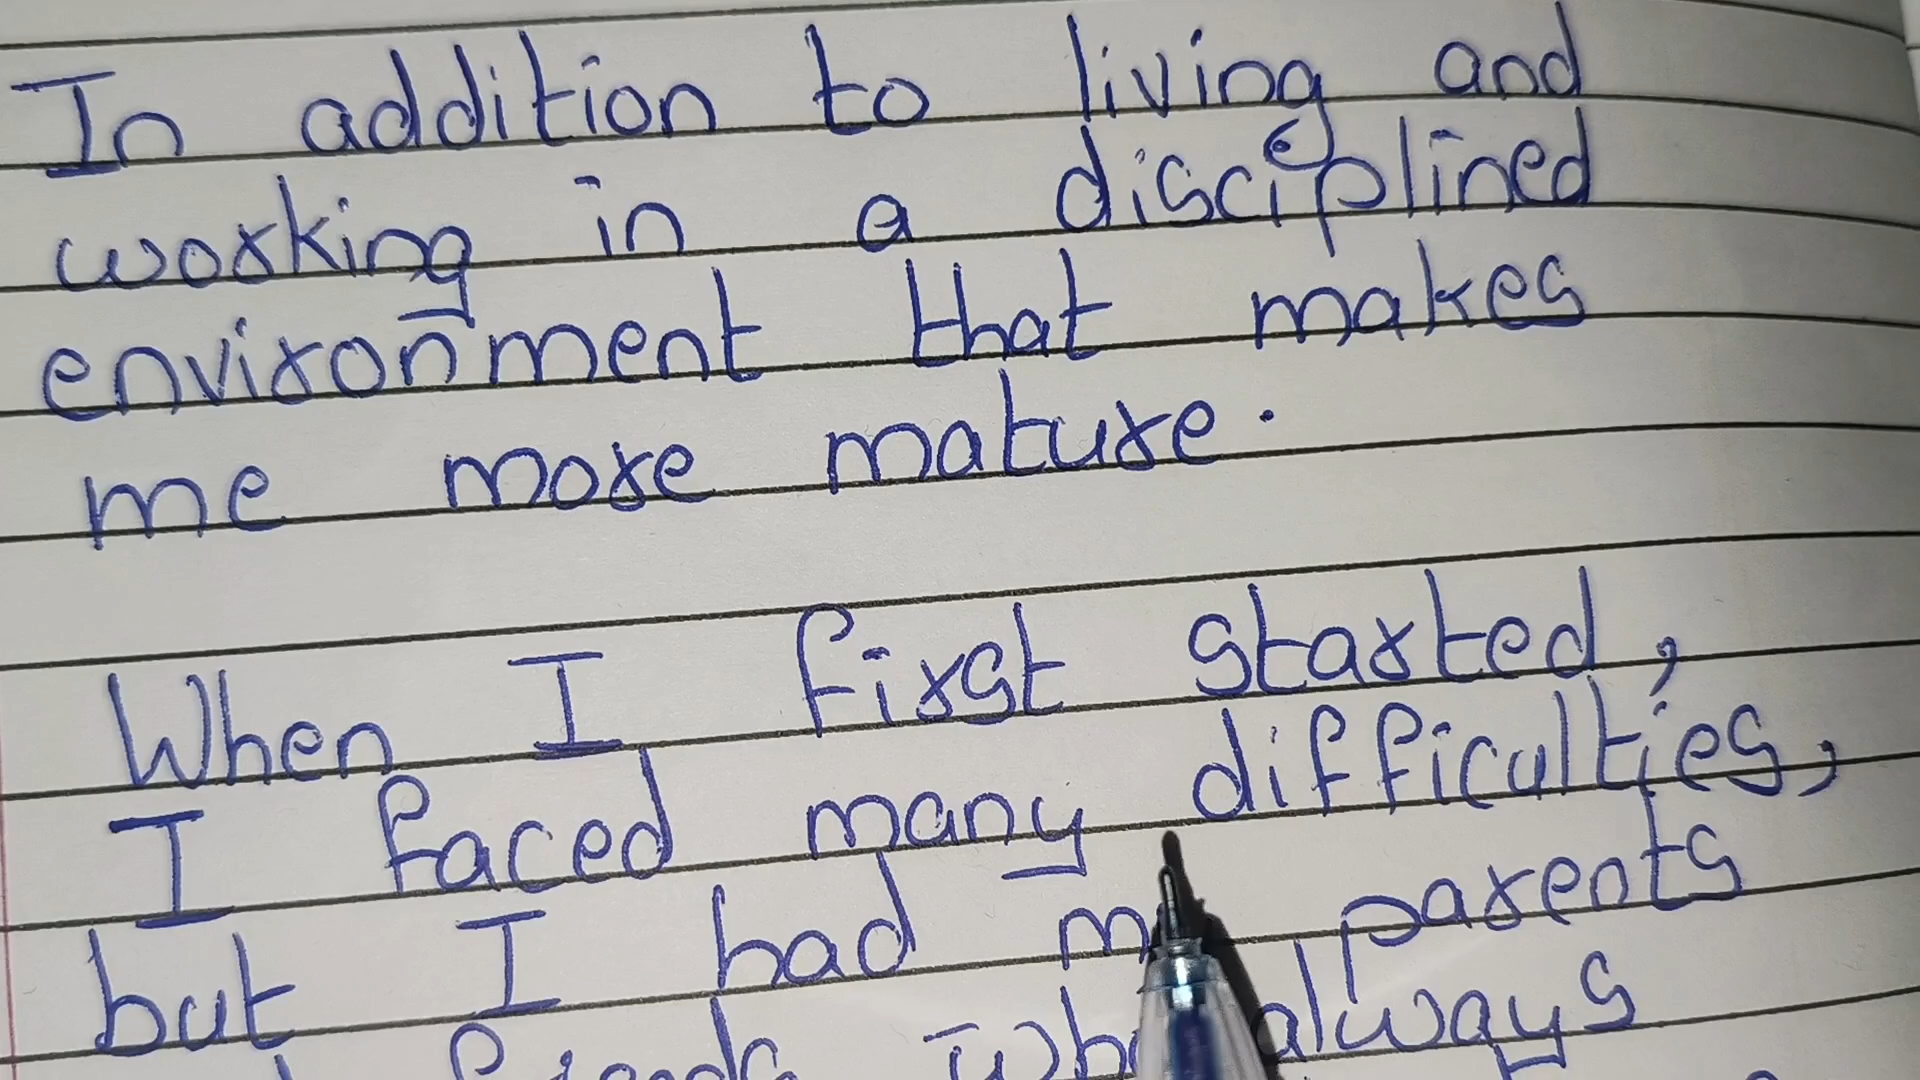 In addition to living and
working in a disciplined
environment that makes
me more mature.
When I first started,
I faced many difficulties,
but I had parents
always